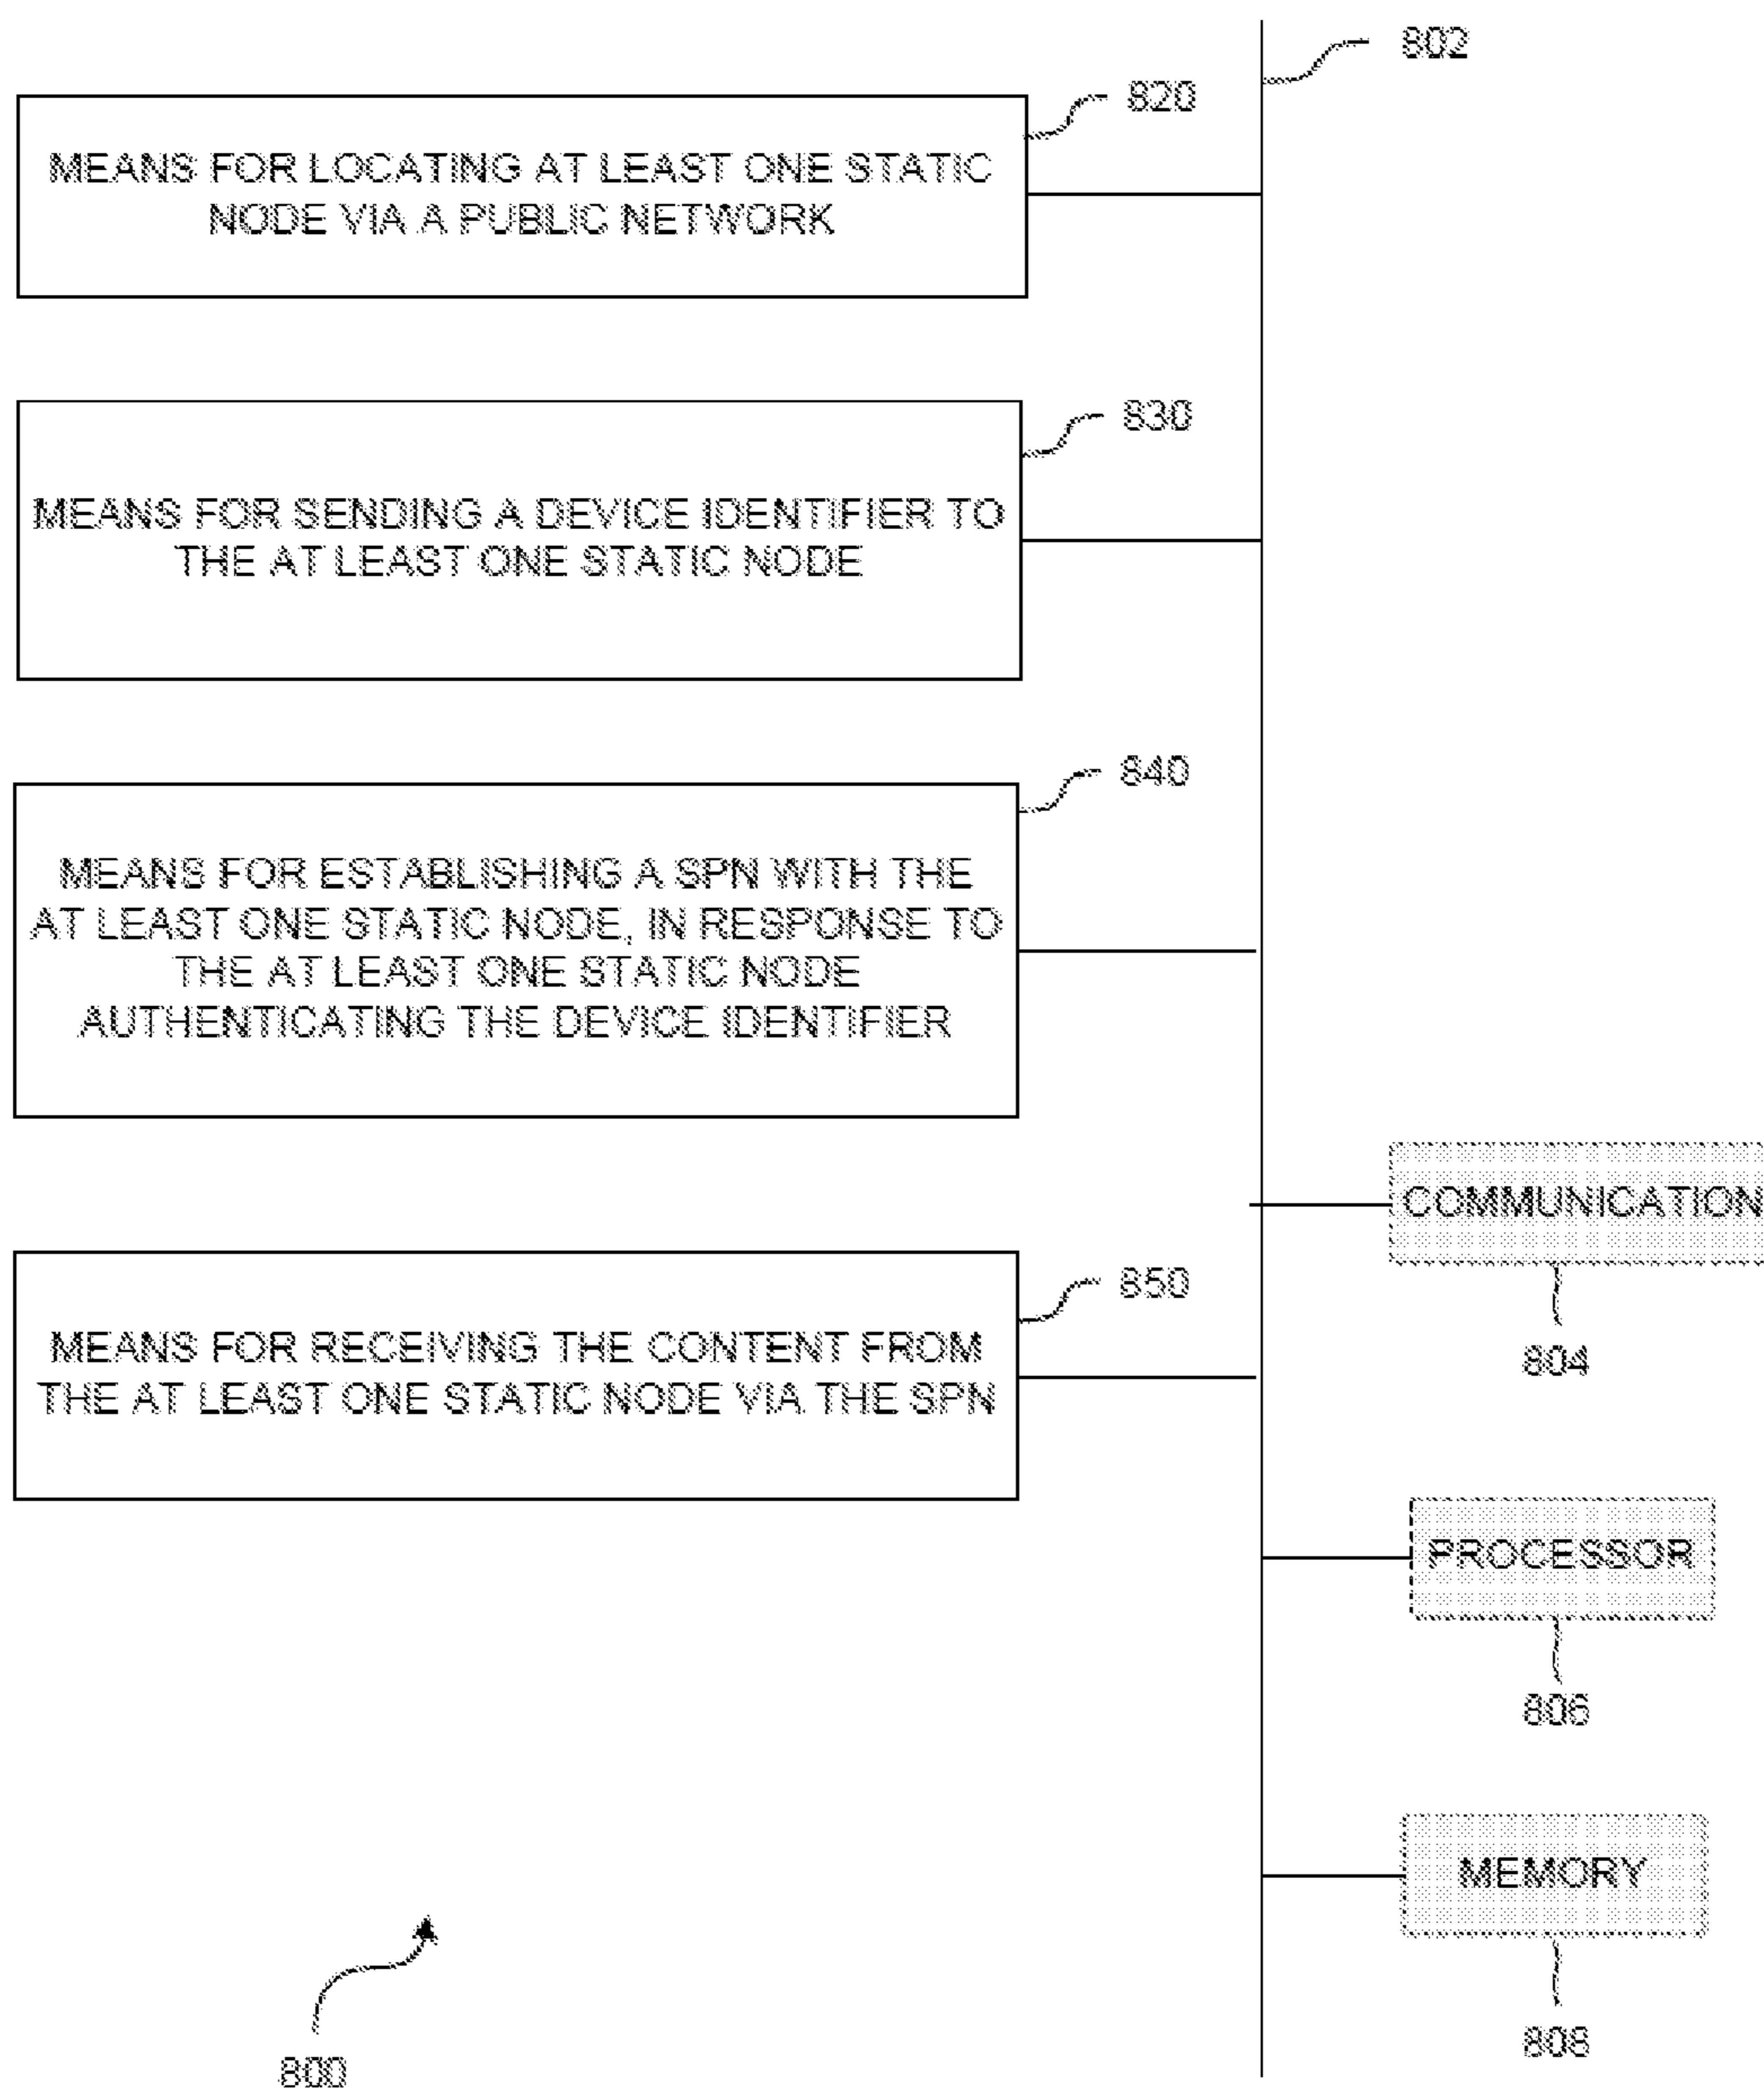 802
820
MEANS FOR LOCATING AT LEAST ONE STATIC
NODE VIA A PUBLIC NETWORK
830
MEANS FOR SENDING A DEVICE IDENTIFIER TO
THE AT LEAST ONE STATIC NODE
840
MEANS FOR ESTABLISHING A SPN WITH THE
AT LEAST ONE STATIC NODE, IN RESPONSE TO
THE AT LEAST ONE STATIC NODE
AUTHENTICATING THE DEVICE IDENTIFIER
COMMUNICATION
804
850
MEANS FOR RECEIVING THE CONTENT FROM
THE AT LEAST ONE STATIC NODE VIA THE SPN
PROCESSOR
806
MEMORY
808
800